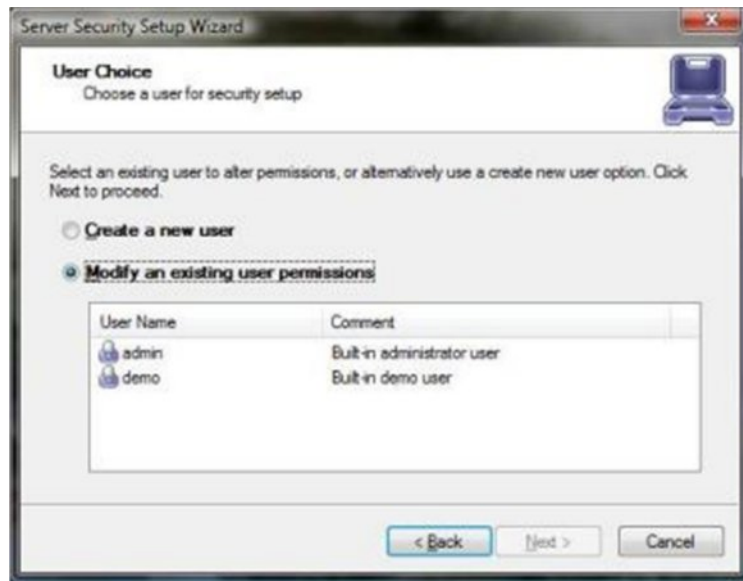 Server Security Setup Wizard
User Choice
Choose a user for security setup
Select an existing user to alter permissions, or alternatively use a create new user option. Click
Next to proceed.
Create a new user
Modify an existing user permissions
User Name Comment
admin Built-in administrator user
demo Built-in demo user
< Back Next > Cancel